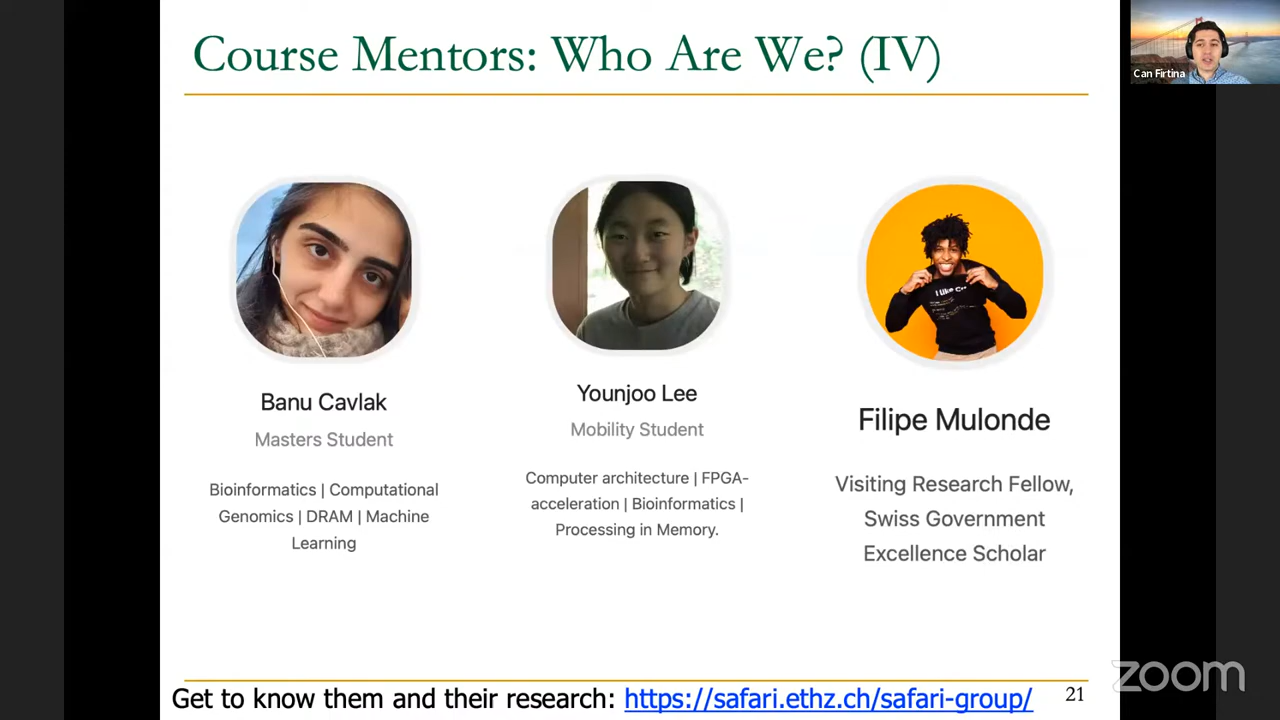 Course Mentors: Who Are We? (IV)
Can Firtina
I LIKE
Banu Cavlak
Masters Student
Bioinformatics | Computational
Genomics | DRAM | Machine
Learning
Younjoo Lee
Mobility Student
Computer architecture | FPGA-
acceleration | Bioinformatics |
Processing in Memory.
Filipe Mulonde
Visiting Research Fellow,
Swiss Government
Excellence Scholar
Get to know them and their research: https://safari.ethz.ch/safari-group/
21
zoom